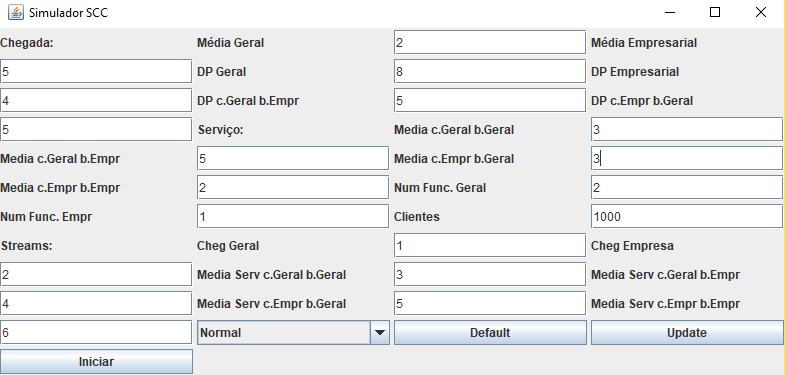 Simulador SCC
Chegada: Média Geral 2 Média Empresarial
5 DP Geral 8 DP Empresarial
4 DP c.Geral b.Empr 5 DP c.Empr b.Geral
5 Serviço: Media c.Geral b.Geral 3
Media c.Geral b.Empr 5 Media c.Empr b.Geral 3
Media c.Empr b.Empr 2 Num Func. Geral 2
Num Func. Empr 1 Clientes 1000
Streams: Cheg Geral 1 Cheg Empresa
2 Media Serv c.Geral b.Geral 3 Media Serv c.Geral b.Empr
4 Media Serv c.Empr b.Geral 5 Media Serv c.Empr b.Empr
6 Normal Default Update
Iniciar